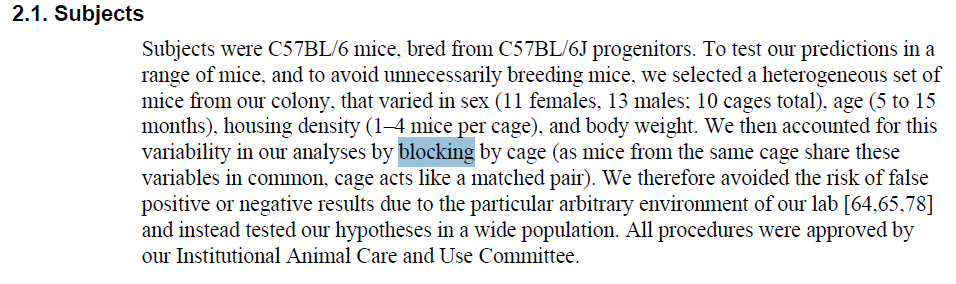 2.1. Subjects
Subjects were C57BL/6 mice, bred from C57BL/6J progenitors. To test our predictions in a
range of mice, and to avoid unnecessarily breeding mice, we selected a heterogeneous set of
mice from our colony, that varied in sex (11 females, 13 males; 10 cages total), age (5 to 15
months), housing density (1–4 mice per cage), and body weight. We then accounted for this
variability in our analyses by blocking by cage (as mice from the same cage share these
variables in common, cage acts like a matched pair). We therefore avoided the risk of false
positive or negative results due to the particular arbitrary environment of our lab [64,65,78]
and instead tested our hypotheses in a wide population. All procedures were approved by
our Institutional Animal Care and Use Committee.